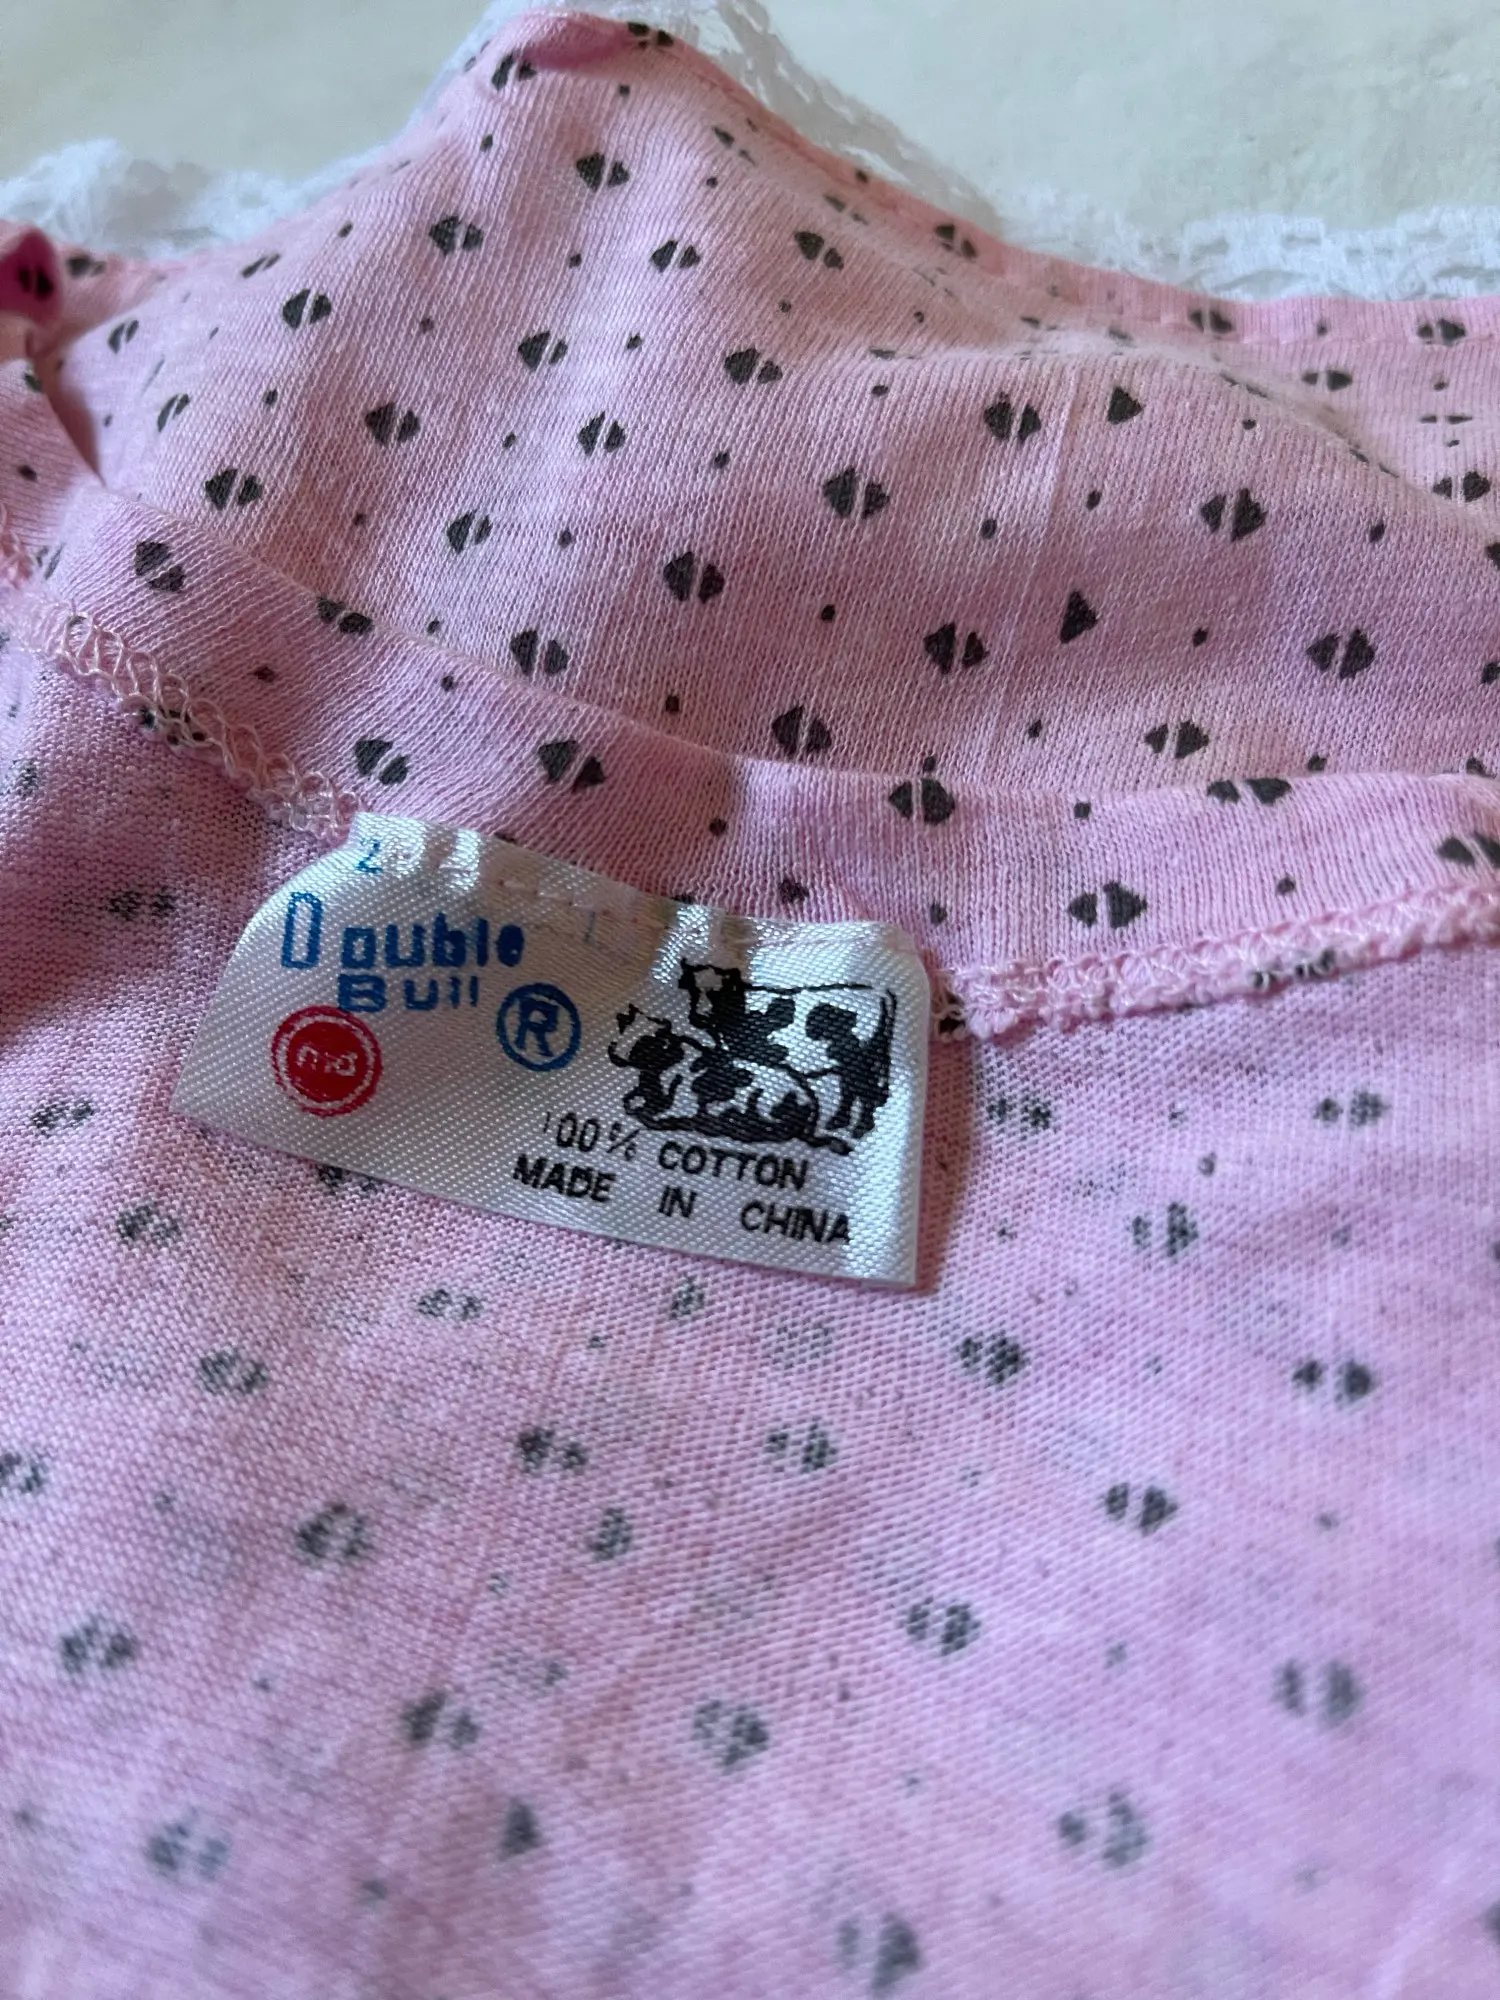 Double
Bull ®
100% COTTON
MADE IN CHINA